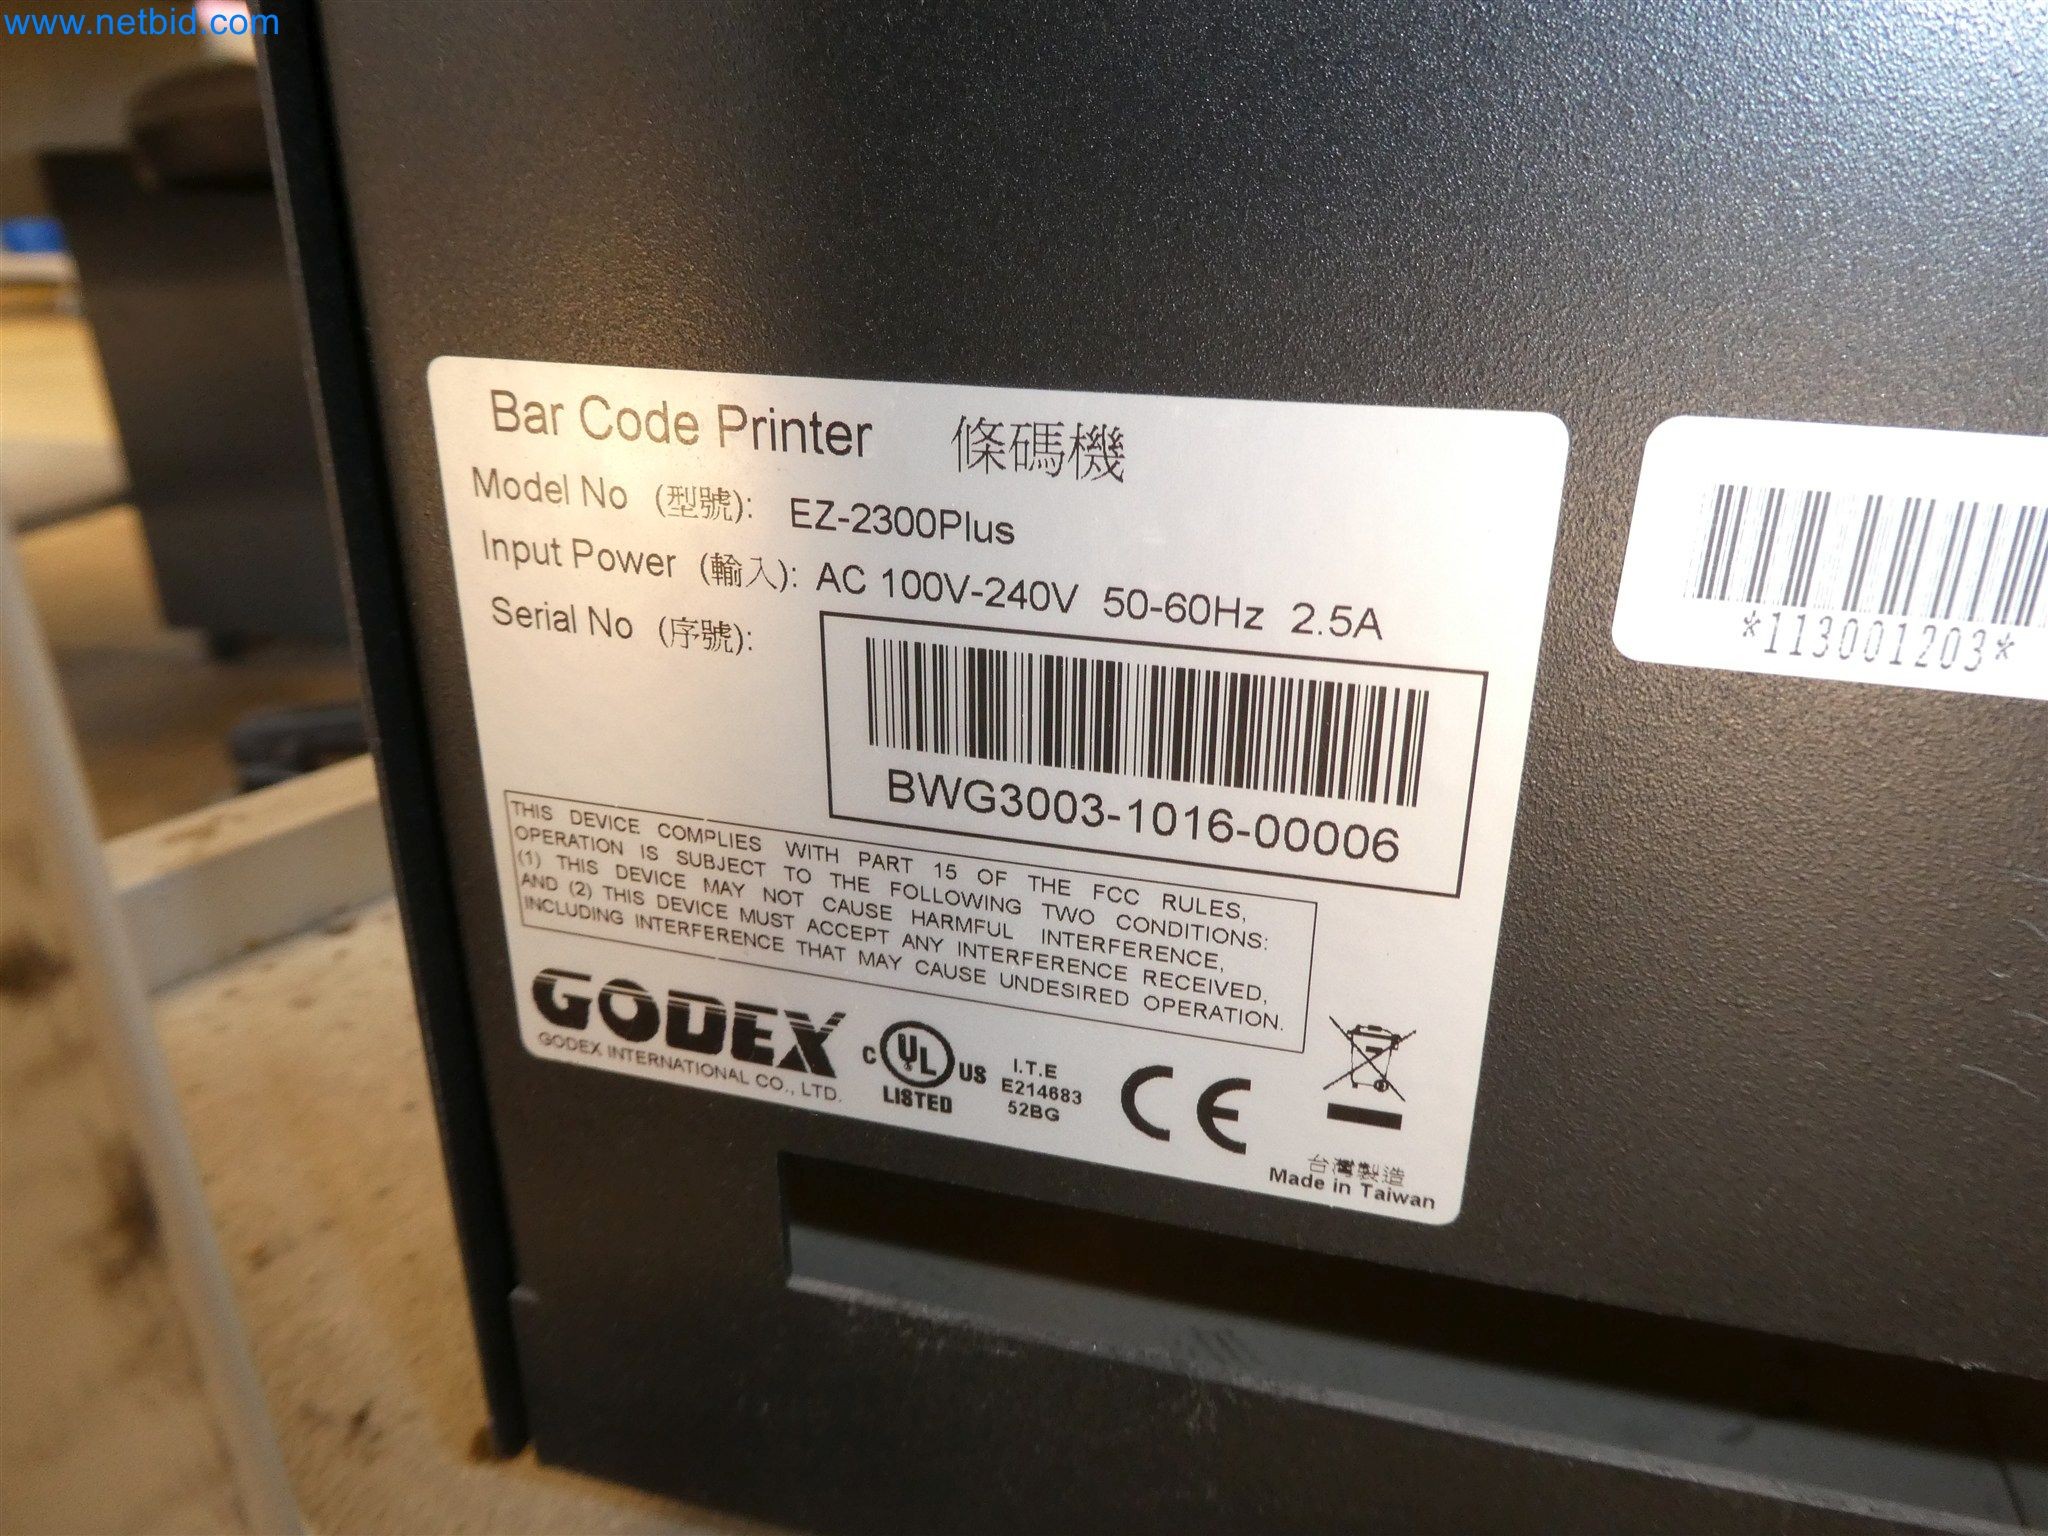 www.netbid.com
Bar Code Printer 條碼機
Model No (型號): EZ-2300Plus
Input Power (輸入): AC 100V-240V 50-60Hz 2.5A
Serial No (序號):
BWG3003-1016-00006
*113001203*
THIS DEVICE COMPLIES WITH PART 15 OF THE FCC RULES,
OPERATION IS SUBJECT TO THE FOLLOWING TWO CONDITIONS:
(1) THIS DEVICE MAY NOT CAUSE HARMFUL INTERFERENCE,
AND (2) THIS DEVICE MUST ACCEPT ANY INTERFERENCE RECEIVED,
INCLUDING INTERFERENCE THAT MAY CAUSE UNDESIRED OPERATION.
GODEX
GODEX INTERNATIONAL CO., LTD.
C UL US
LISTED
I.T.E
E214683
52BG
CE
台灣製造
Made in Taiwan